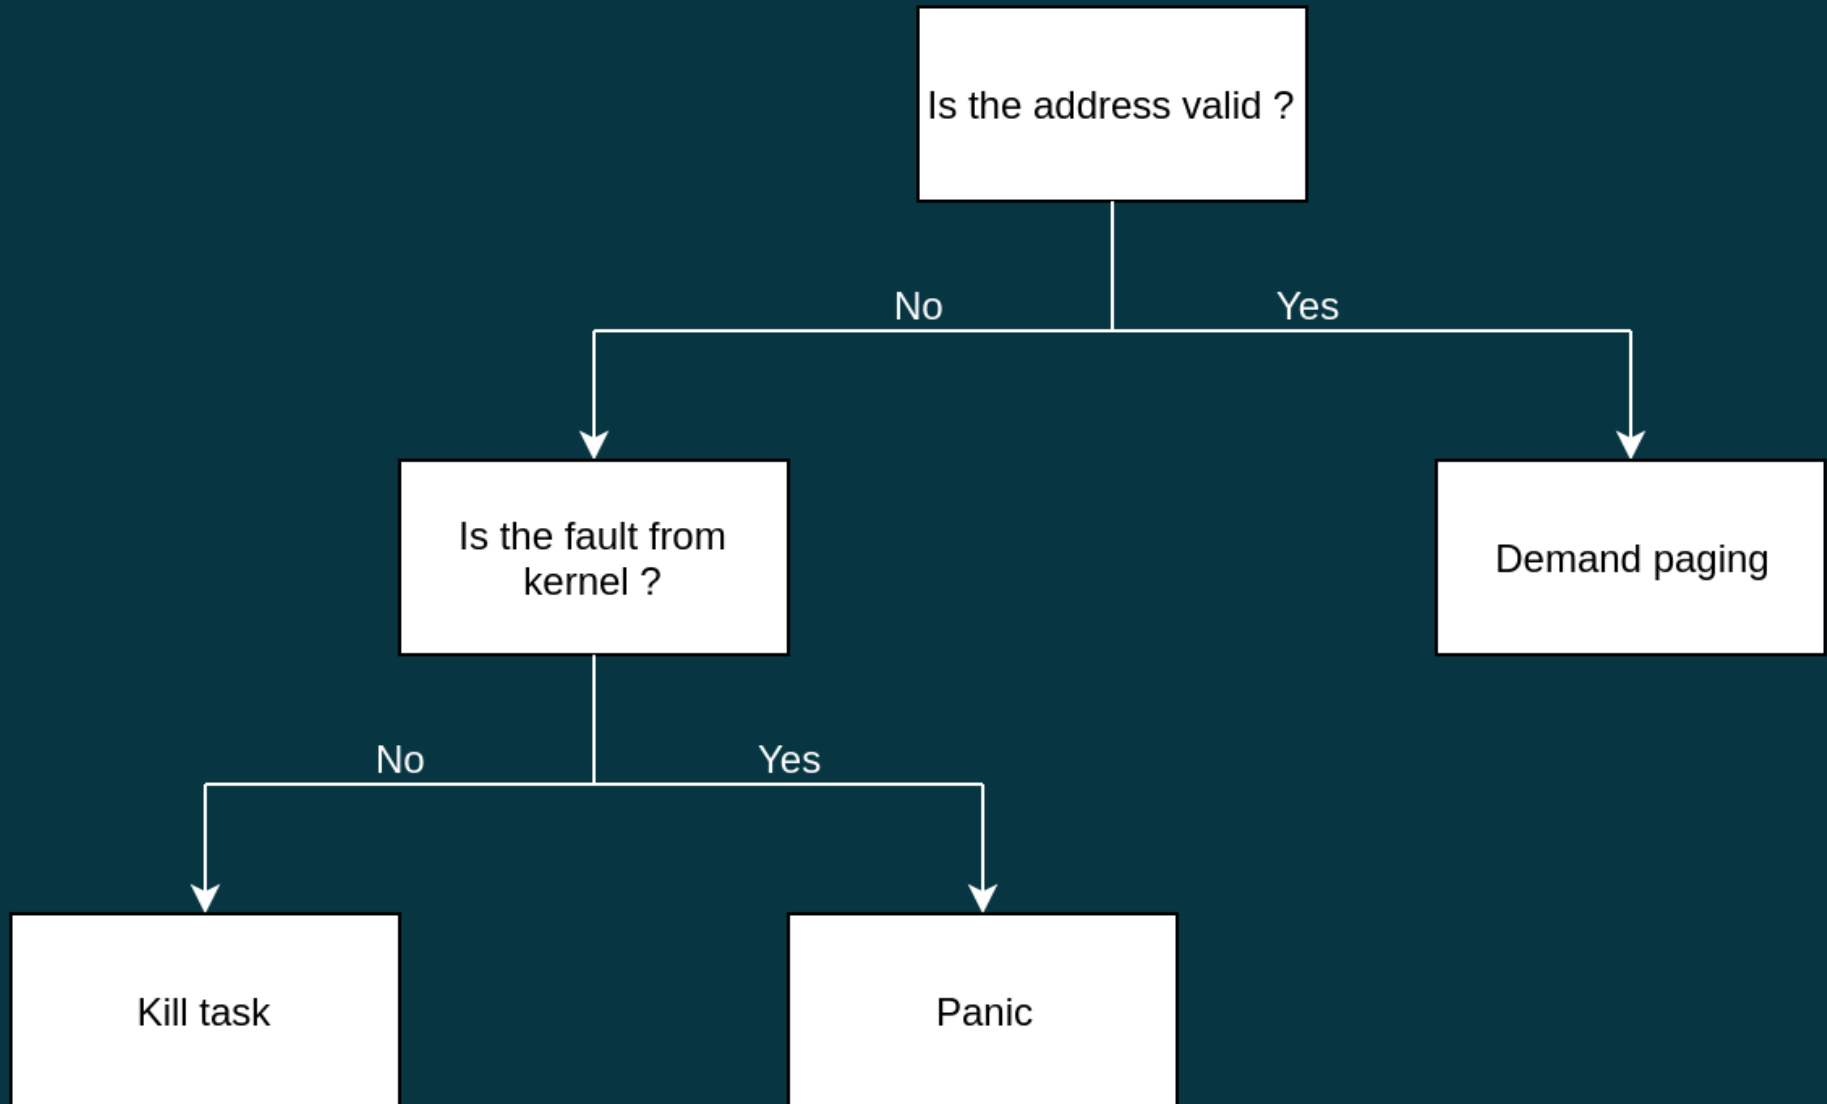 Is the address valid ?
No
Yes
Is the fault from
kernel ?
Demand paging
No
Yes
Kill task
Panic